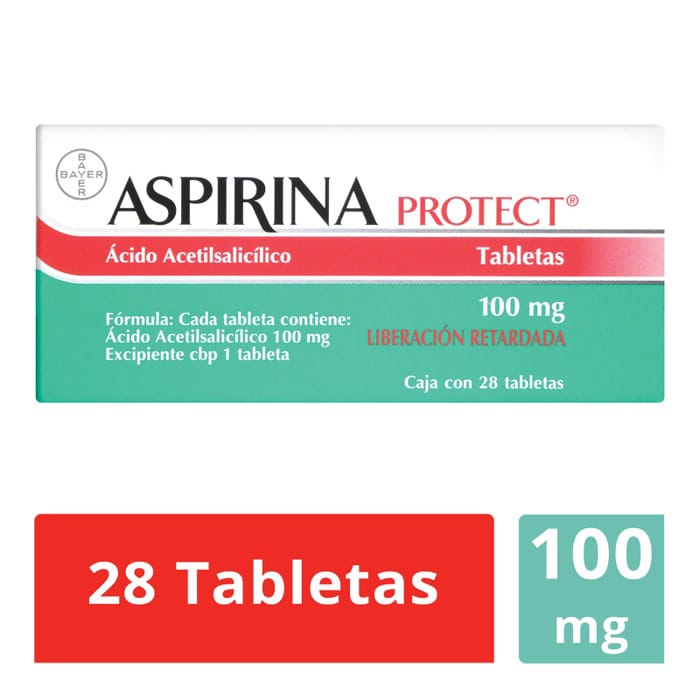 BAYER
BAYER
ASPIRINA PROTECT®
Ácido Acetilsalicílico Tabletas
100 mg
Fórmula: Cada tableta contiene:
Ácido Acetilsalicílico 100 mg
LIBERACIÓN RETARDADA
Excipiente cbp 1 tableta
Caja con 28 tabletas
28 Tabletas
100
mg